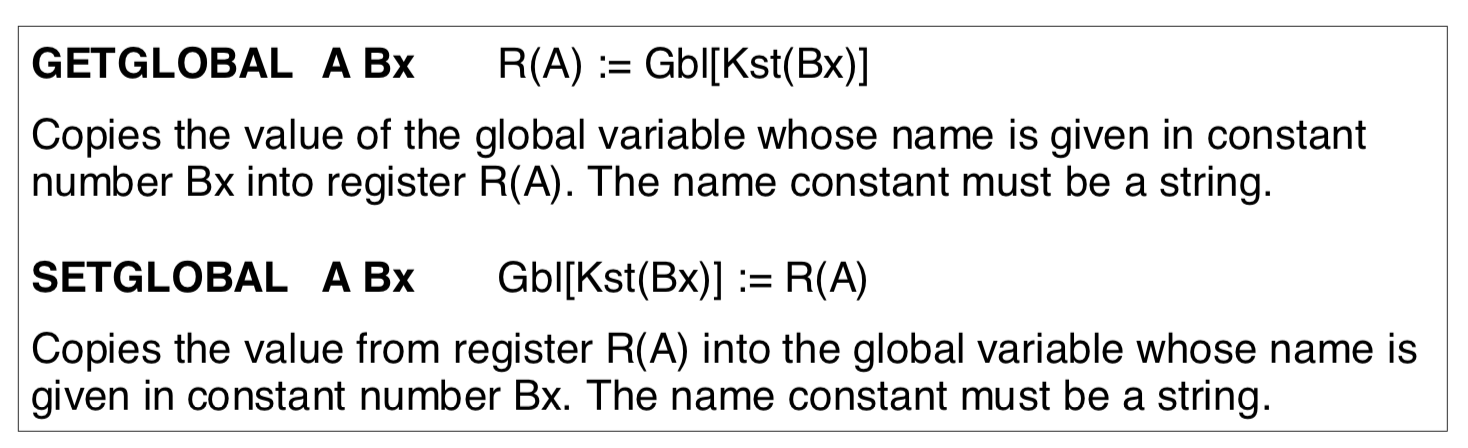 GETGLOBAL A Bx R(A) := Gbl[Kst(Bx)]
Copies the value of the global variable whose name is given in constant
number Bx into register R(A). The name constant must be a string.
SETGLOBAL A Bx Gbl[Kst(Bx)] := R(A)
Copies the value from register R(A) into the global variable whose name is
given in constant number Bx. The name constant must be a string.